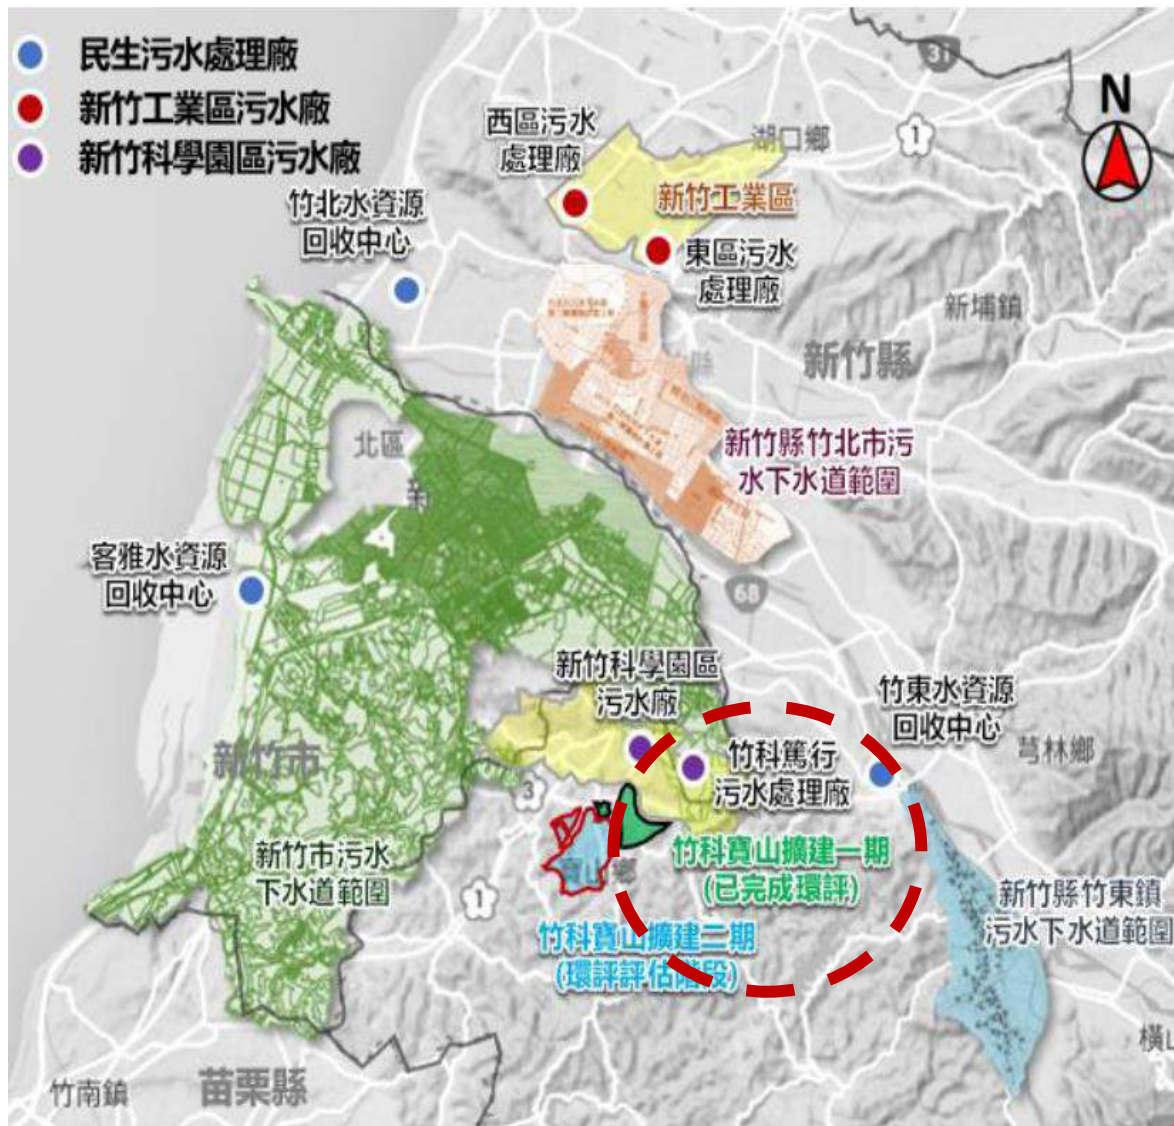 民生污水處理廠
新竹工業區污水廠
新竹科學園區污水廠
N
31
1
西區污水
處理廠
湖口鄉
新竹工業區
竹北水資源
回收中心
東區污水
處理廠
新埔鎮
新竹縣
縣
北區
新
新竹縣竹北市污
水下水道範圍
客雅水資源
回收中心
68
新竹科學園區
污水廠
竹東水資源
回收中心
芎林鄉
新竹市
竹科篤行
污水處理廠
3
新竹市污水
下水道範圍
1
竹科寶山擴建一期
(已完成環評)
新竹縣竹東鎮
污水下水道範圍
竹科寶山擴建二期
(環評評估階段)
橫山
竹南鎮
苗栗縣